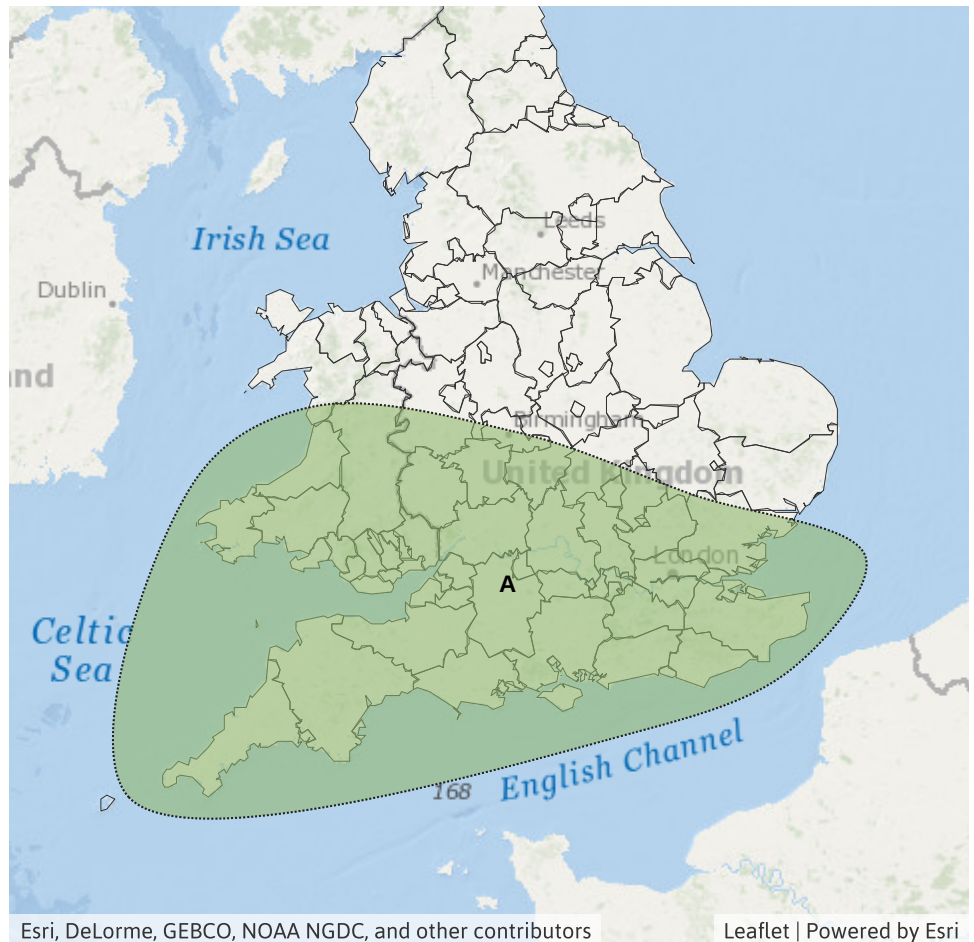 Leeds
Irish Sea
Manchester
Dublin
nd
Birmingham
United Kingdom
London
A
Celtic
Sea
English Channel
168
Esri, DeLorme, GEBCO, NOAA NGDC, and other contributors
Leaflet | Powered by Esri